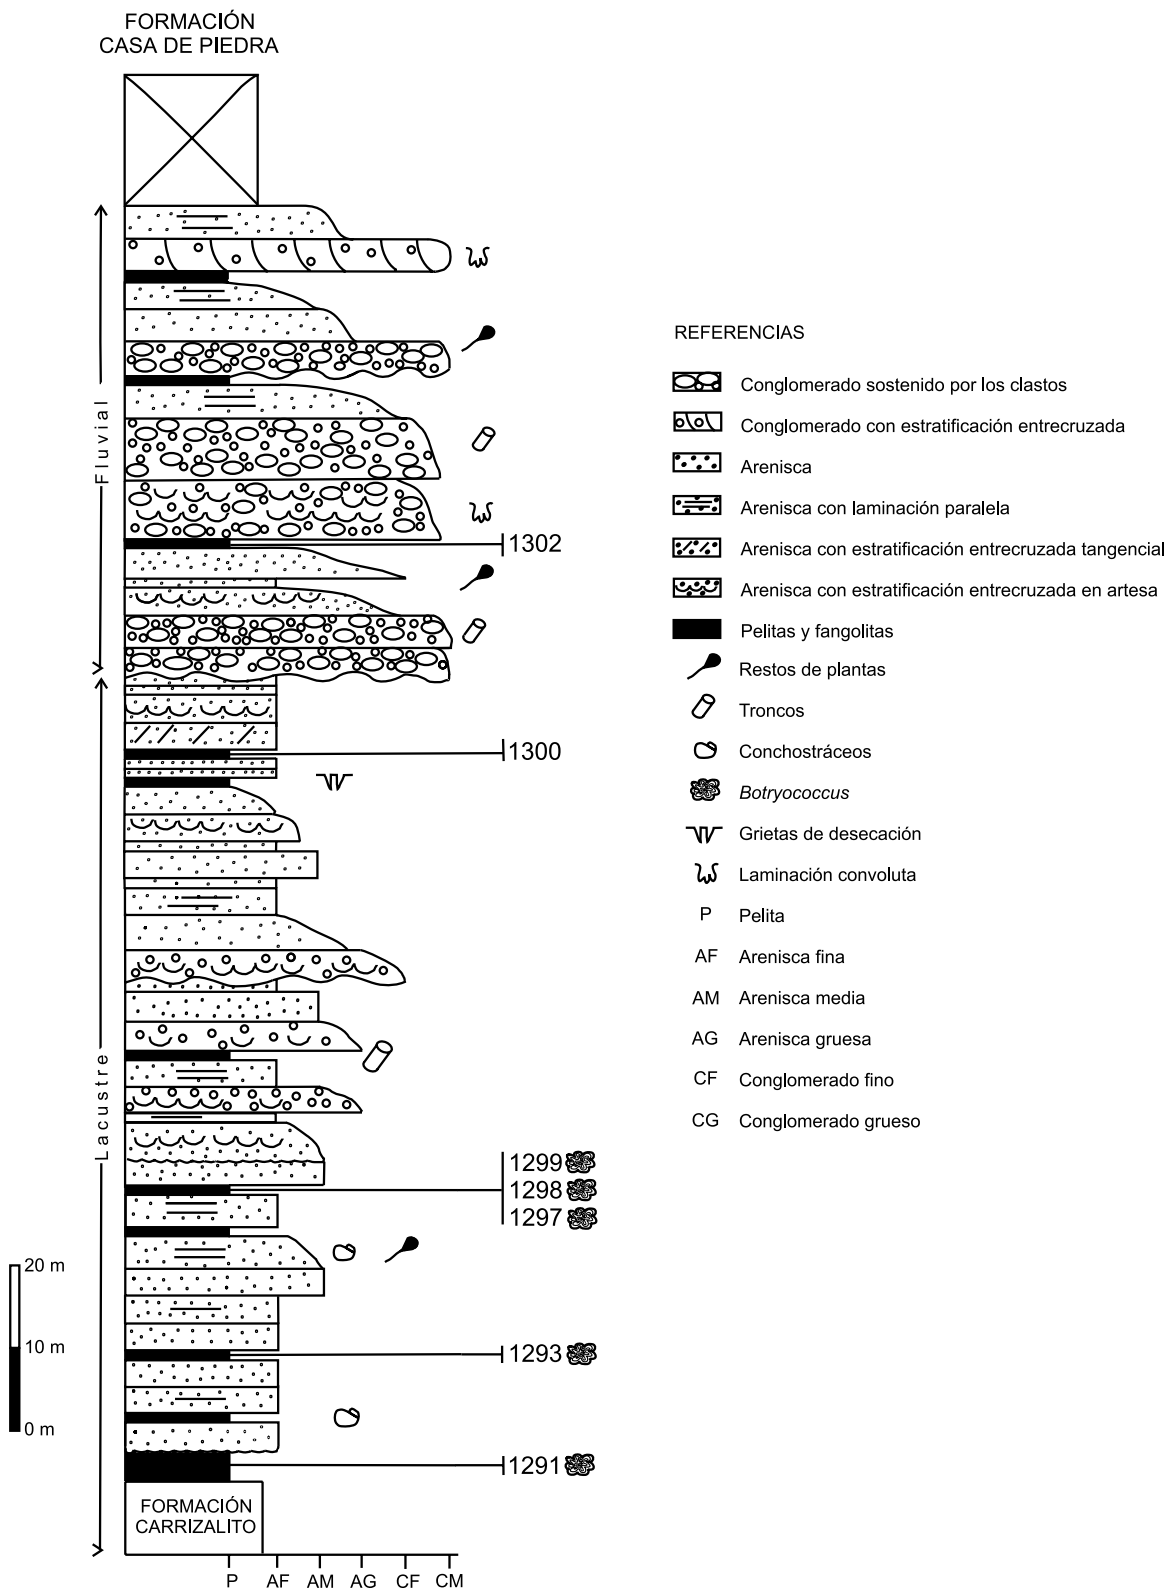 FORMACIÓN
CASA DE PIEDRA
Fluvial
1302
1300
Lacustre
1299
1298
1297
1293
1291
20 m
10 m
0 m
FORMACIÓN
CARRIZALITO
P AF AM AG CF CM
REFERENCIAS
Conglomerado sostenido por los clastos
Conglomerado con estratificación entrecruzada
Arenisca
Arenisca con laminación paralela
Arenisca con estratificación entrecruzada tangencial
Arenisca con estratificación entrecruzada en artesa
Pelitas y fangolitas
Restos de plantas
Troncos
Conchostráceos
Botryococcus
Grietas de desecación
Laminación convoluta
P Pelita
AF Arenisca fina
AM Arenisca media
AG Arenisca gruesa
CF Conglomerado fino
CG Conglomerado grueso